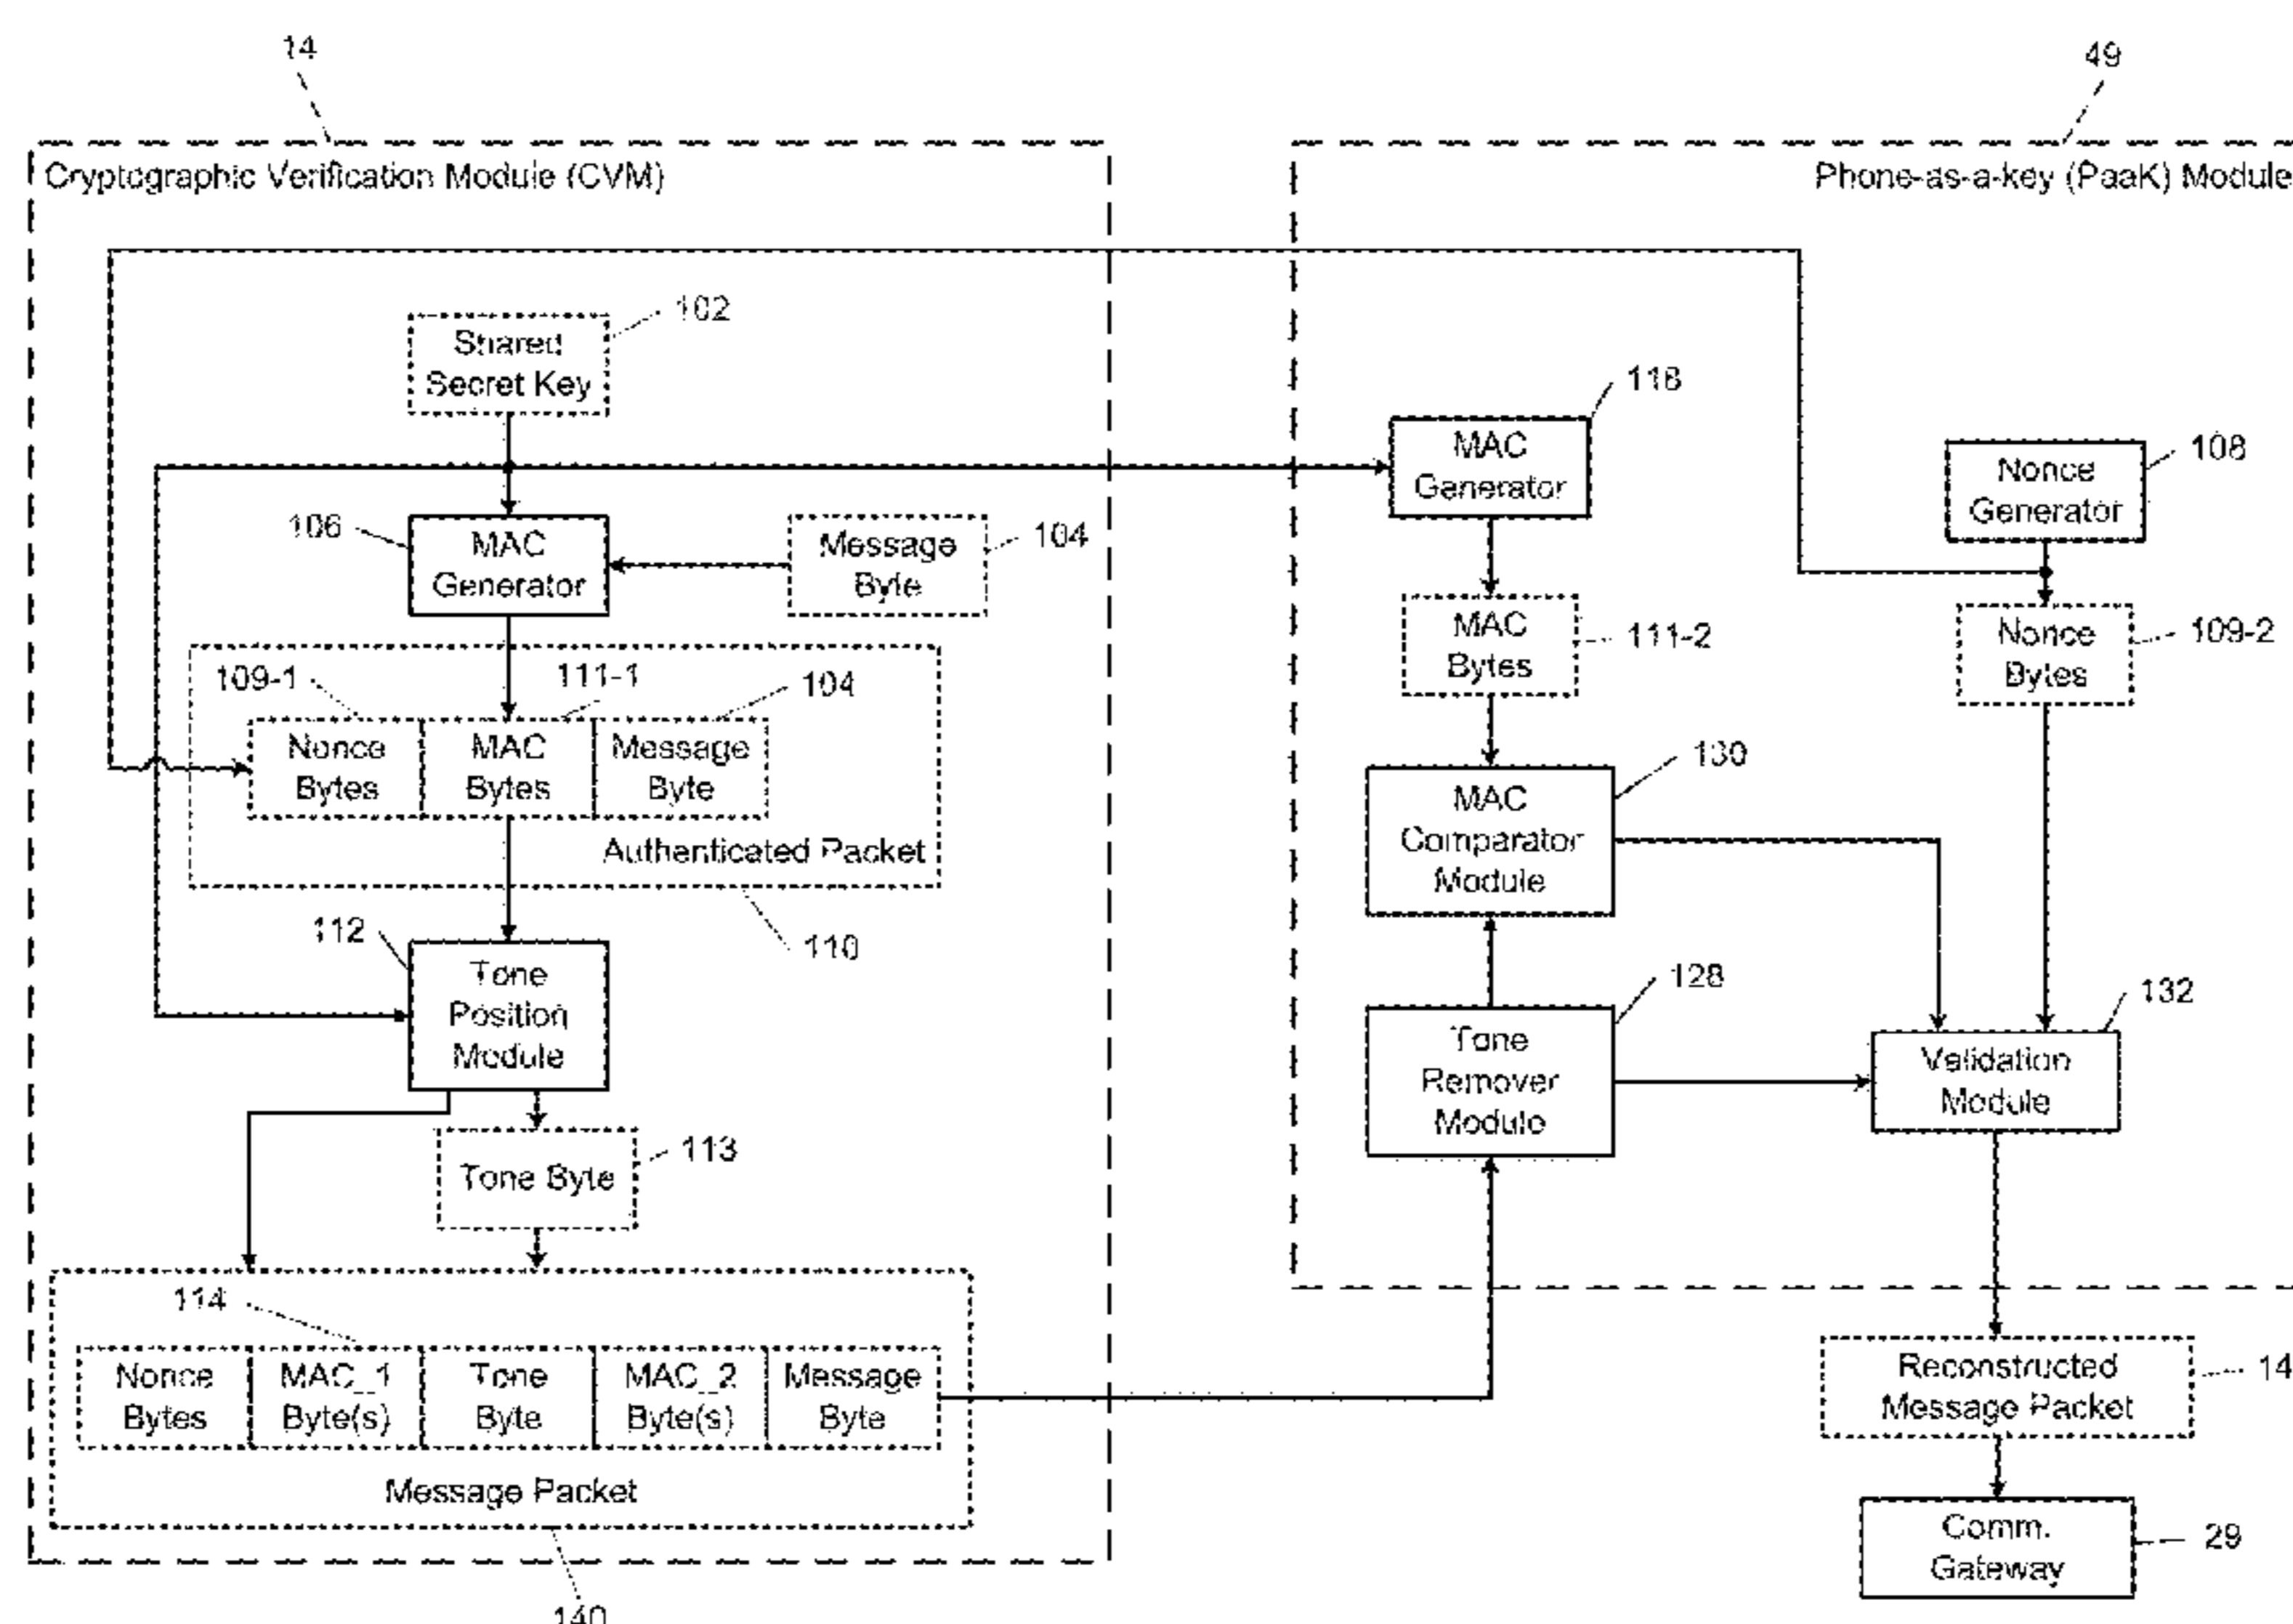 14
49
Cryptographic Verification Module (CVM)
Phone-as-a-key (PaaK) Module
102
Shared
Secret Key
118
MAC
Generator
108
Nonce
Generator
106
MAC
Generator
Message
Byte
104
MAC
Bytes
111-2
Nonce
Bytes
109-2
109-1
111-1
104
Nonce
Bytes
MAC
Bytes
Message
Byte
Authenticated Packet
110
130
MAC
Comparator
Module
112
Tone
Position
Module
128
Tone
Remover
Module
132
Validation
Module
113
Tone Byte
114
Nonce
Bytes
MAC_1
Byte(s)
Tone
Byte
MAC_2
Byte(s)
Message
Byte
Message Packet
140
Reconstructed
Message Packet
14
Comm.
Gateway
29